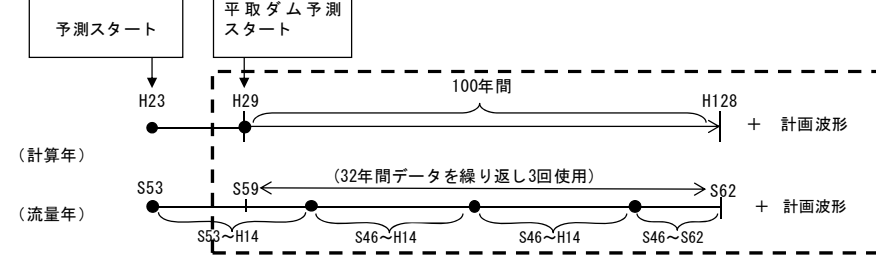 予測スタート
平取ダム予測
スタート
H23
H29
100年間
H128
+ 計画波形
(計算年)
(32年間データを繰り返し3回使用)
S53
S59
S62
+ 計画波形
(流量年)
S53~H14
S46~H14
S46~H14
S46~S62